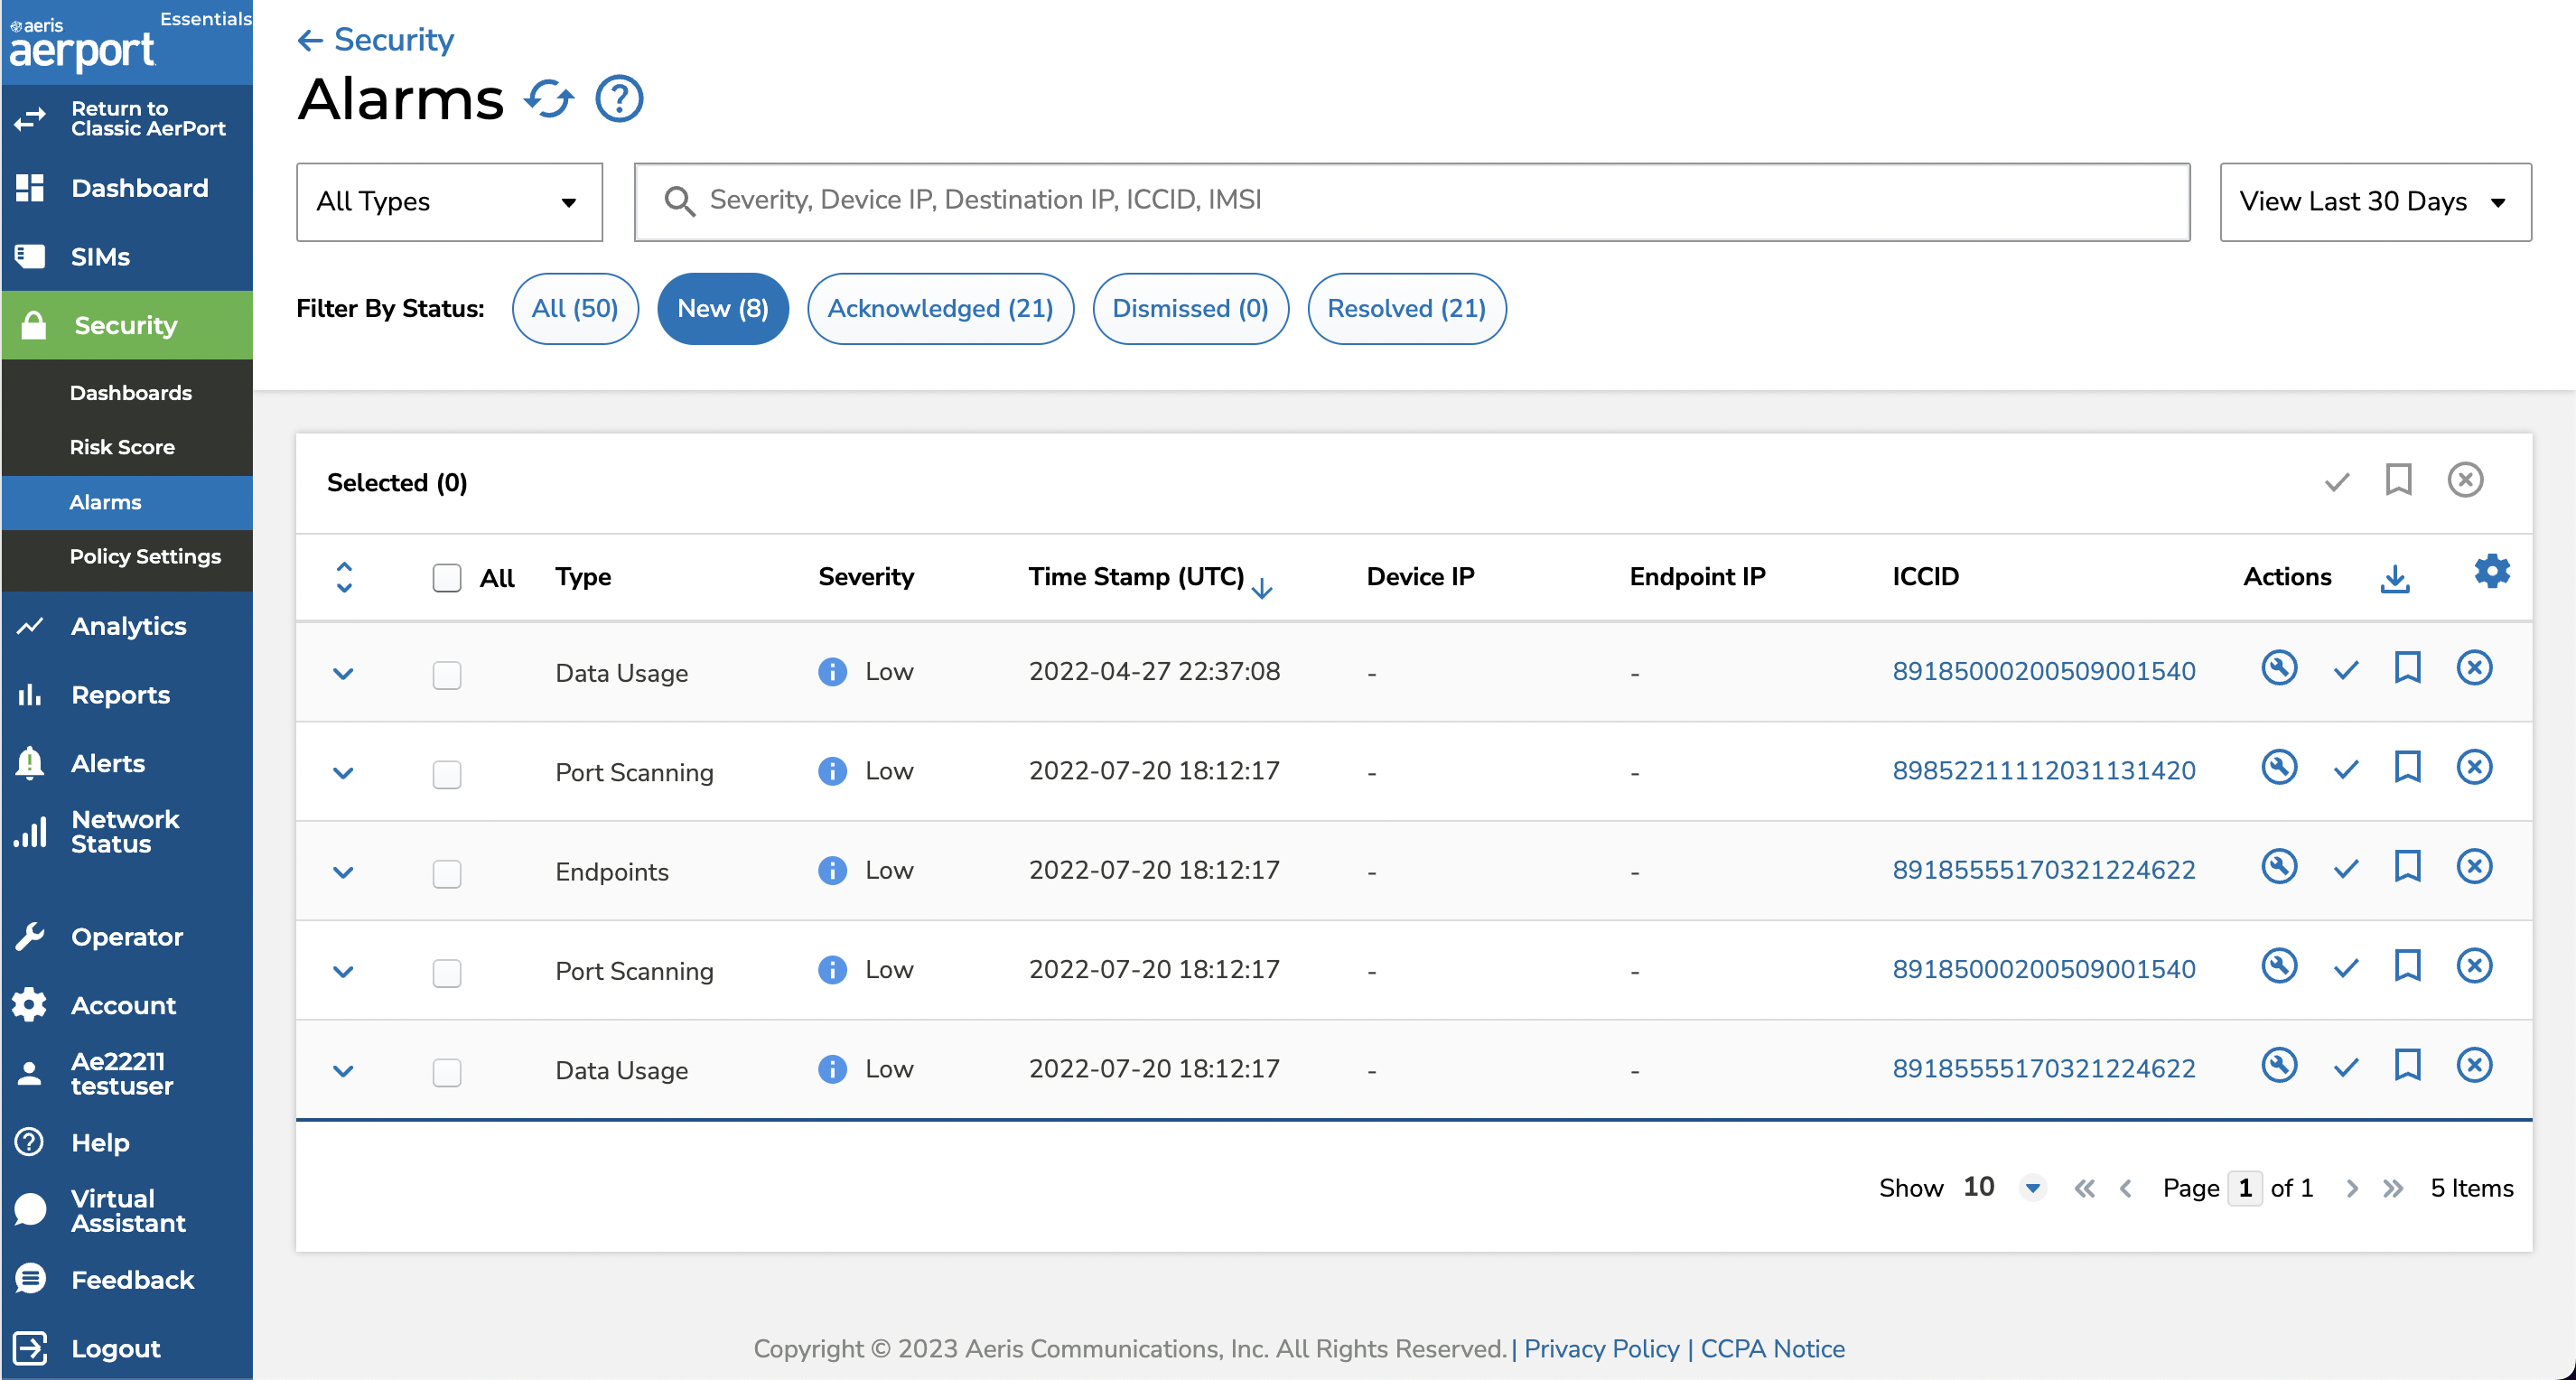 Essentials
aeris
aerport
Return to
Classic AerPort
Dashboard
SIMs
Security
Dashboards
Risk Score
Alarms
Policy Settings
Analytics
Reports
Alerts
Network
Status
Operator
Account
Ae22211
testuser
Help
Virtual
Assistant
Feedback
Logout
← Security
Alarms
All Types
Severity, Device IP, Destination IP, ICCID, IMSI
View Last 30 Days
Filter By Status: All (50) New (8) Acknowledged (21) Dismissed (0) Resolved (21)
Selected (0)
All Type Severity Time Stamp (UTC) Device IP Endpoint IP ICCID Actions
Data Usage Low 2022-04-27 22:37:08 - - 89185000200509001540
Port Scanning Low 2022-07-20 18:12:17 - - 89852211112031131420
Endpoints Low 2022-07-20 18:12:17 - - 89185555170321224622
Port Scanning Low 2022-07-20 18:12:17 - - 89185000200509001540
Data Usage Low 2022-07-20 18:12:17 - - 89185555170321224622
Show 10 Page 1 of 1 5 Items
Copyright © 2023 Aeris Communications, Inc. All Rights Reserved. | Privacy Policy | CCPA Notice